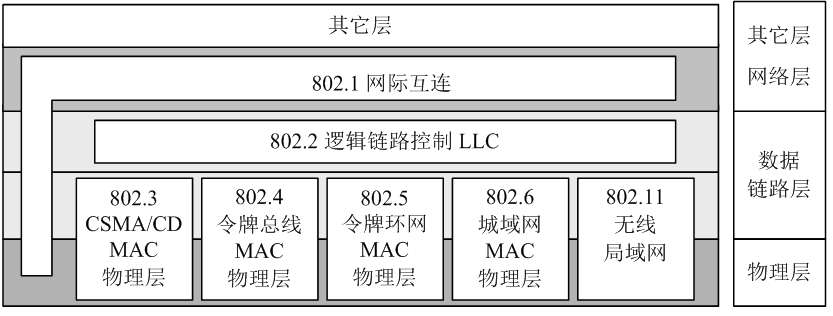 其它层
802.1 网际互连
802.2 逻辑链路控制 LLC
802.3
CSMA/CD
MAC
物理层
802.4
令牌总线
MAC
物理层
802.5
令牌环网
MAC
物理层
802.6
城域网
MAC
物理层
802.11
无线
局域网
其它层
网络层
数据
链路层
物理层